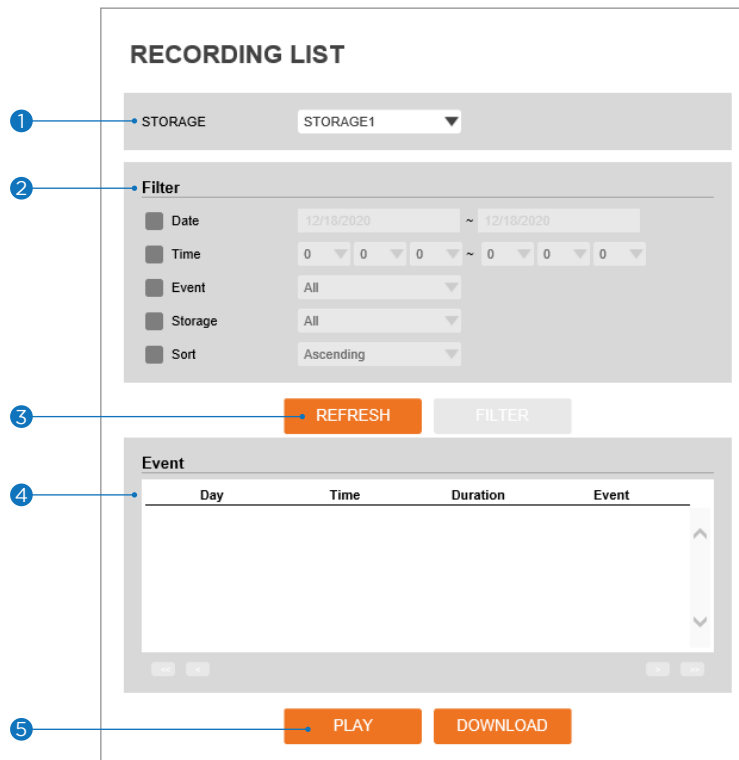 RECORDING LIST
1 STORAGE STORAGE1
2 Filter
Date 12/18/2020 ~ 12/18/2020
Time 0 0 0 ~ 0 0 0
Event All
Storage All
Sort Ascending
3 REFRESH FILTER
Event
4 Day Time Duration Event
<< < > >>
5 PLAY DOWNLOAD